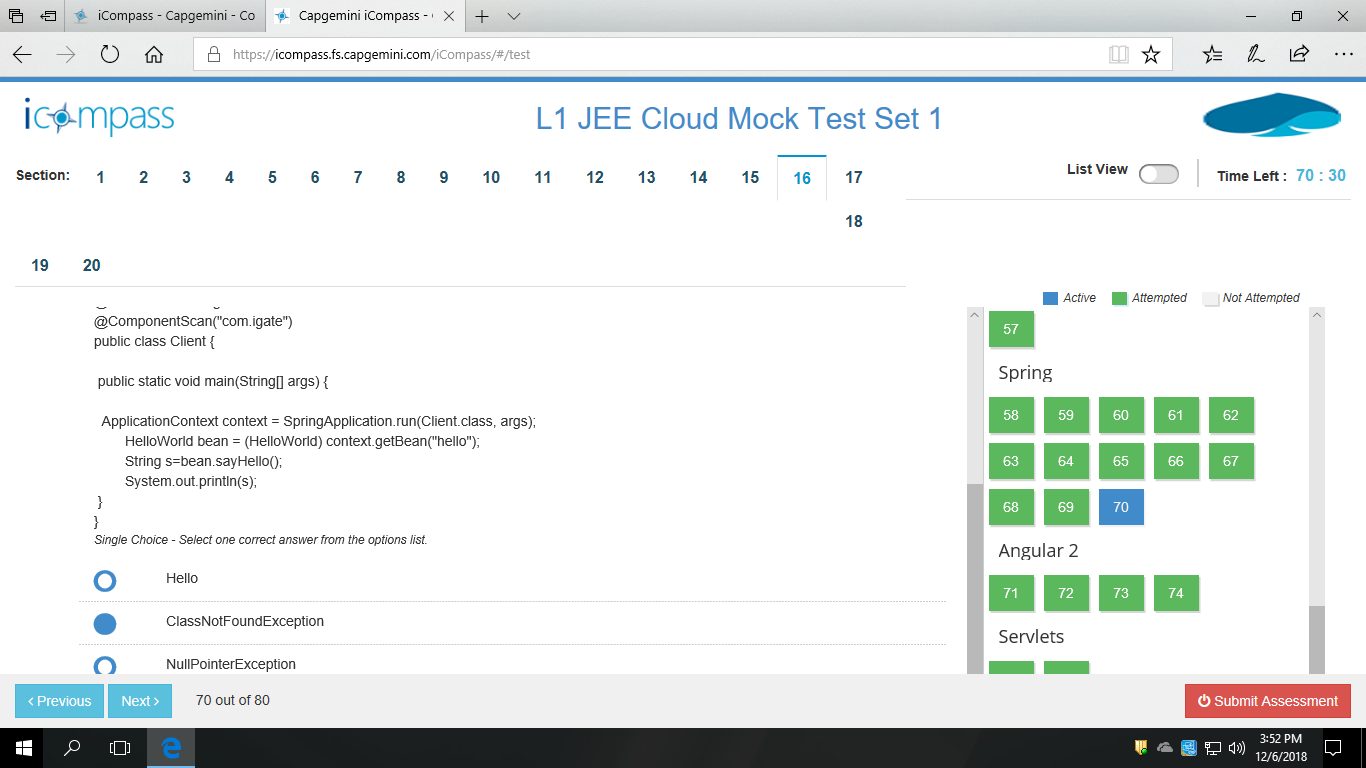 iCompass - Capgemini - Co
Capgemini iCompass -
https://icompass.fs.capgemini.com/iCompass/#/test
icompass
L1 JEE Cloud Mock Test Set 1
Section: 1 2 3 4 5 6 7 8 9 10 11 12 13 14 15 16 17
18
19 20
List View
Time Left : 70 : 30
Active Attempted Not Attempted
@ComponentScan("com.igate")
public class Client {
public static void main(String[] args) {
ApplicationContext context = SpringApplication.run(Client.class, args);
HelloWorld bean = (HelloWorld) context.getBean("hello");
String s=bean.sayHello();
System.out.println(s);
}
}
Single Choice - Select one correct answer from the options list.
Hello
ClassNotFoundException
NullPointerException
57
Spring
58 59 60 61 62
63 64 65 66 67
68 69 70
Angular 2
71 72 73 74
Servlets
‹ Previous
Next ›
70 out of 80
Submit Assessment
3:52 PM
12/6/2018